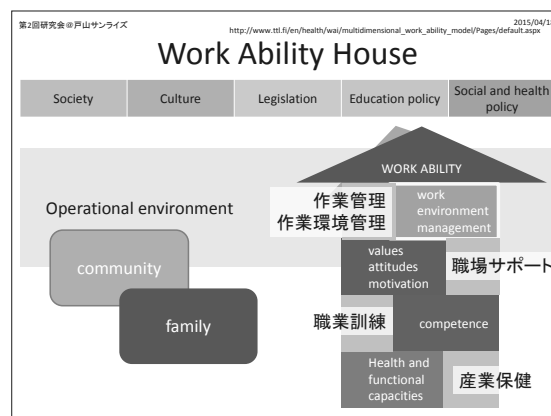 第2回研究会@戸山サンライズ
2015/04/18
http://www.ttl.fi/en/health/wai/multidimensional_work_ability_model/Pages/default.aspx
Work Ability House
Society
Culture
Legislation
Education policy
Social and health
policy
WORK ABILITY
作業管理
作業環境管理
work
environment
management
Operational environment
community
family
values
attitudes
motivation
職場サポート
職業訓練
competence
Health and
functional
capacities
産業保健